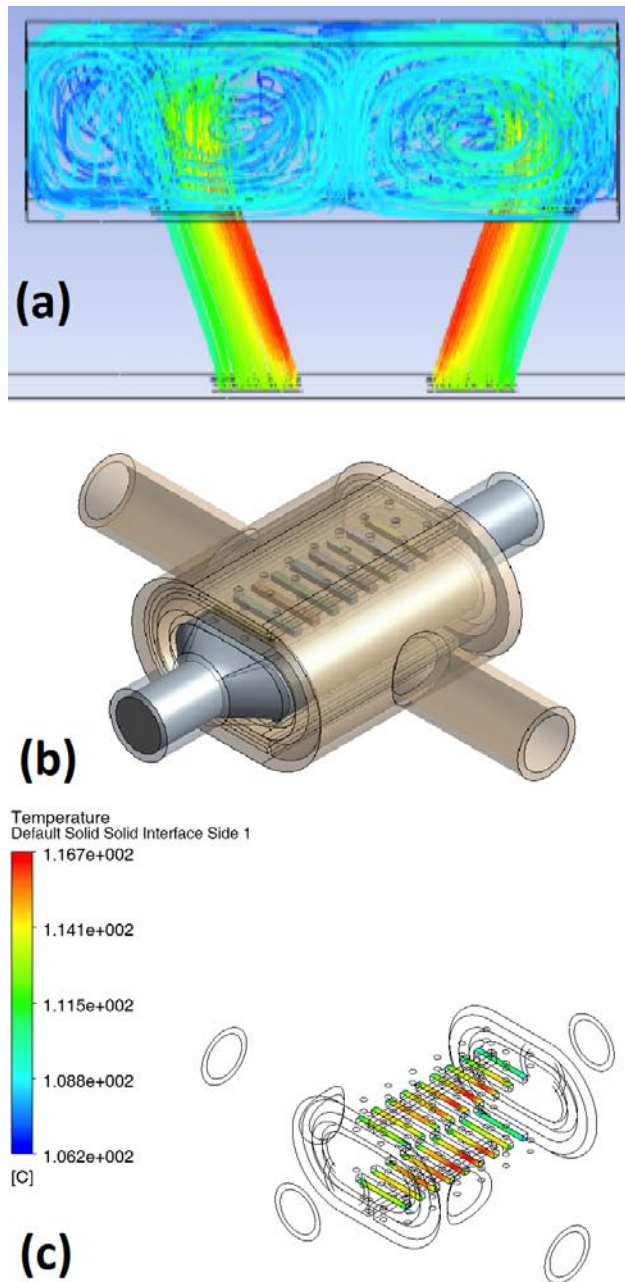 (a)
(b)
Temperature
Default Solid Solid Interface Side 1
1.167e+002
1.141e+002
1.115e+002
1.088e+002
1.062e+002
[C]
(c)